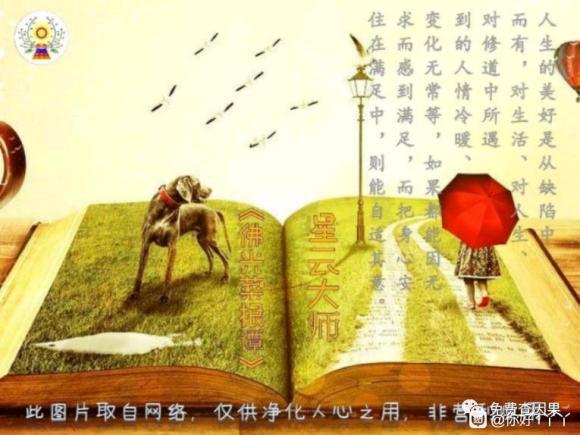 人生的美好是从缺陷中
而有，对生活、对人生、
对修道中所遇
到的人情冷暖、
变化无常等，如果都能因无
求而感到满足，而把身心安
住在满足中，则能自适其意。
星云大师
《佛光菜根谭》
此图片取自网络，仅供净化人心之用，非营
免费查因果
@你好丫丫